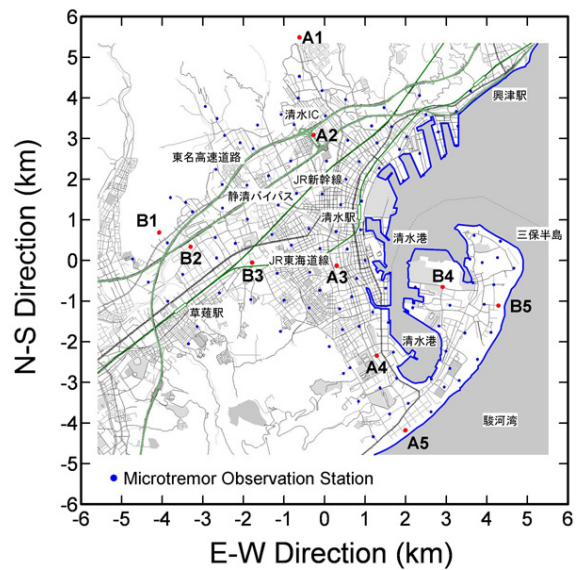 6
5
4
3
2
1
0
-1
-2
-3
-4
-5
-6
N-S Direction (km)
A1
興津駅
清水IC
A2
東名高速道路
JR新幹線
静清バイパス
B1
清水駅
三保半島
B2
清水港
JR東海道線
B3
A3
B4
B5
草薙駅
清水港
A4
駿河湾
A5
Microtremor Observation Station
-6 -5 -4 -3 -2 -1 0 1 2 3 4 5 6
E-W Direction (km)